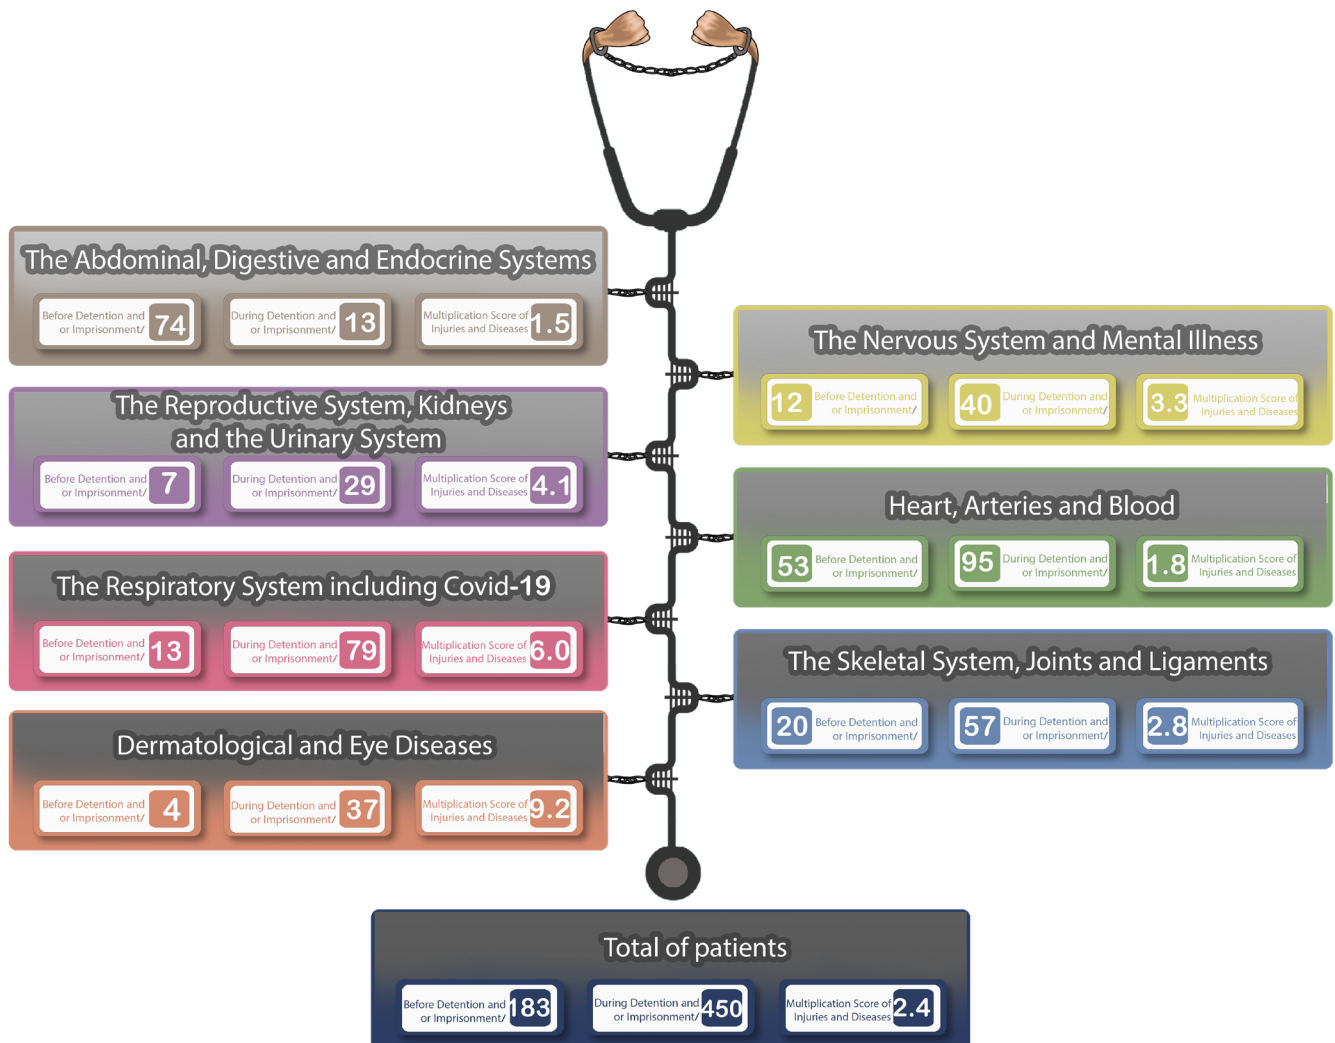 The Abdominal, Digestive and Endocrine Systems
Before Detention and
or Imprisonment/
74
During Detention and
or Imprisonment/
13
Multiplication Score of
Injuries and Diseases
1.5
The Nervous System and Mental Illness
12
Before Detention and
or Imprisonment/
40
During Detention and
or Imprisonment/
3.3
Multiplication Score of
Injuries and Diseases
The Reproductive System, Kidneys
and the Urinary System
Before Detention and
or Imprisonment/
7
During Detention and
or Imprisonment/
29
Multiplication Score of
Injuries and Diseases
4.1
Heart, Arteries and Blood
53
Before Detention and
or Imprisonment/
95
During Detention and
or Imprisonment/
1.8
Multiplication Score of
Injuries and Diseases
The Respiratory System including Covid-19
Before Detention and
or Imprisonment/
13
During Detention and
or Imprisonment/
79
Multiplication Score of
Injuries and Diseases
6.0
The Skeletal System, Joints and Ligaments
20
Before Detention and
or Imprisonment/
57
During Detention and
or Imprisonment/
2.8
Multiplication Score of
Injuries and Diseases
Dermatological and Eye Diseases
Before Detention and
or Imprisonment/
4
During Detention and
or Imprisonment/
37
Multiplication Score of
Injuries and Diseases
9.2
Total of patients
Before Detention and
or Imprisonment/
183
During Detention and
or Imprisonment/
450
Multiplication Score of
Injuries and Diseases
2.4